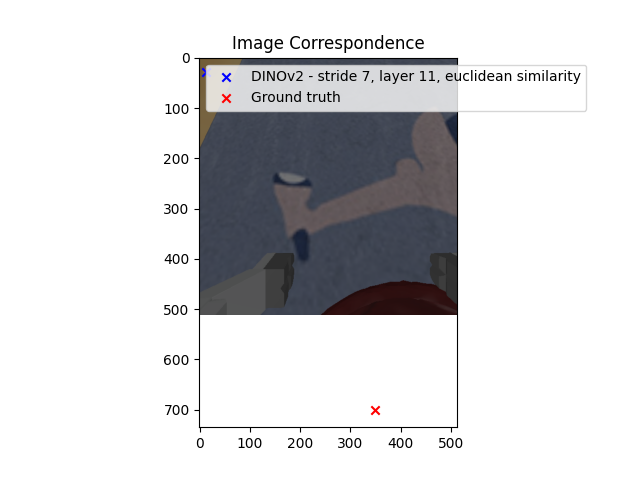 Image Correspondence
DINOv2 - stride 7, layer 11, euclidean similarity
Ground truth
0
100
200
300
400
500
600
700
0 100 200 300 400 500